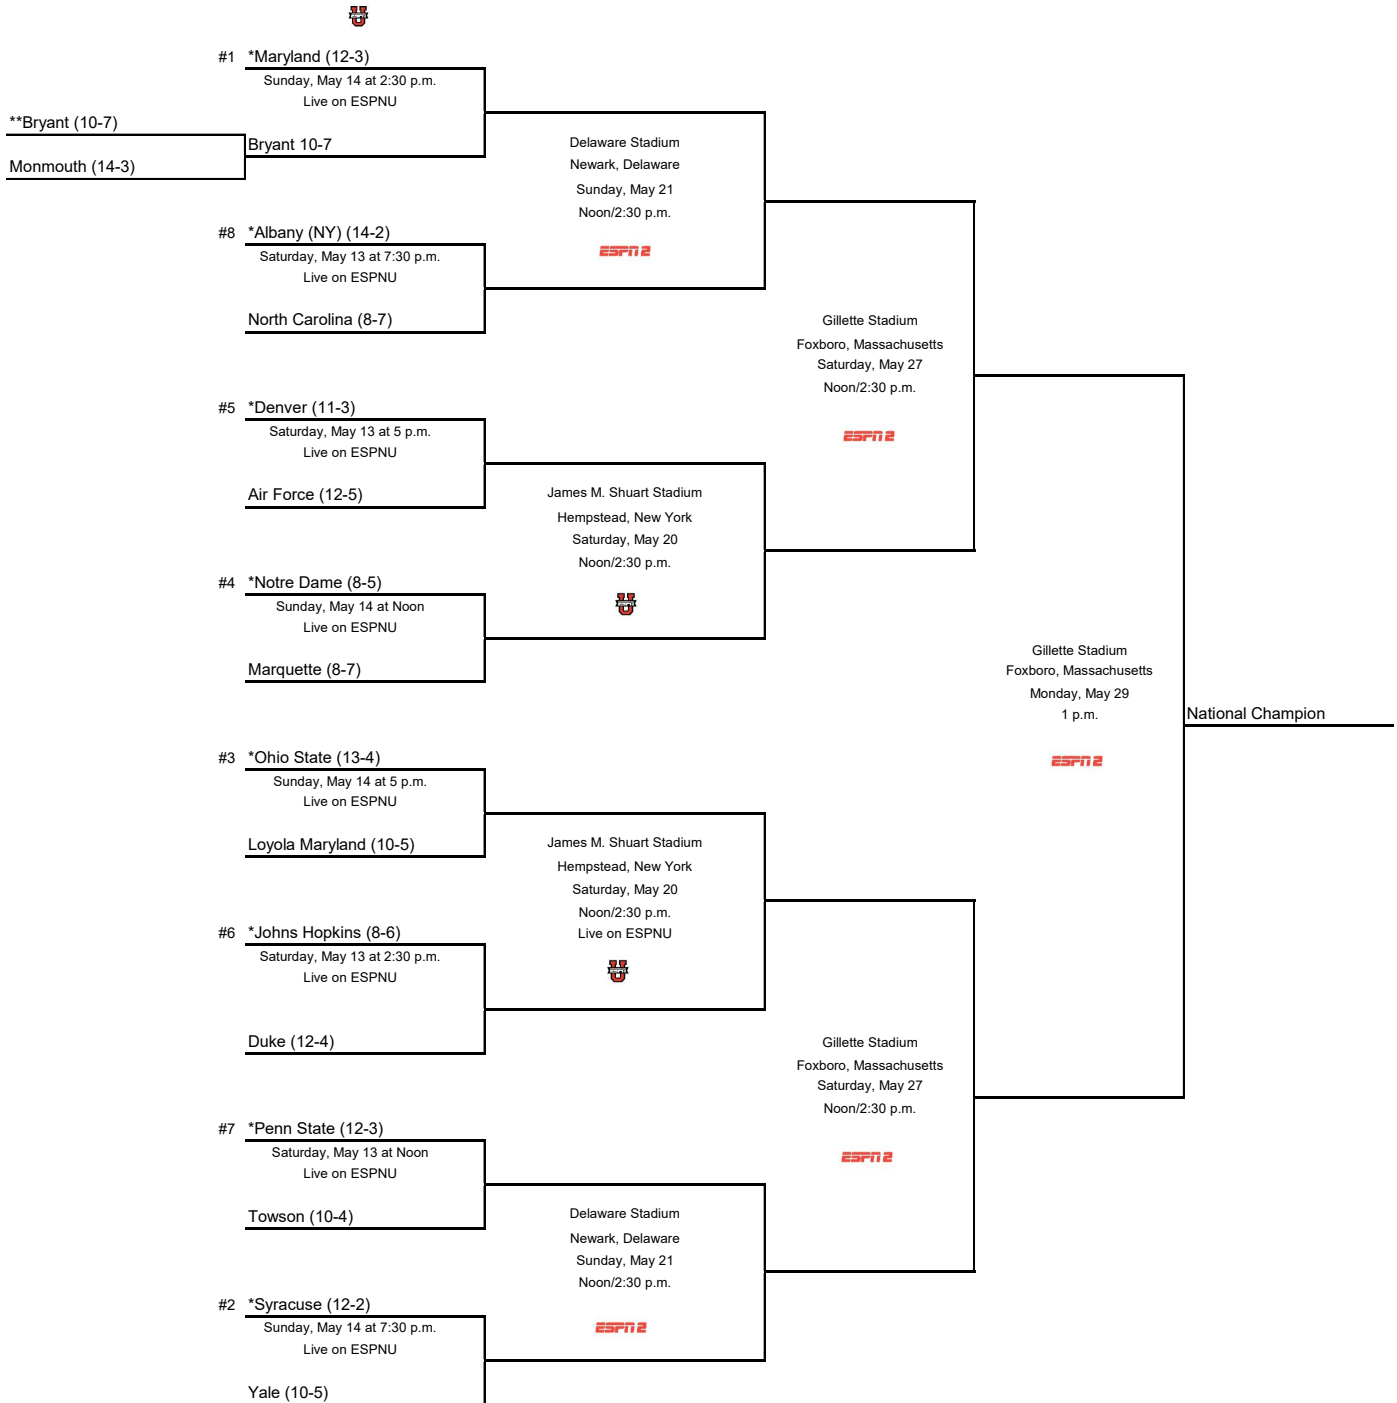 #1 *Maryland (12-3)
Sunday, May 14 at 2:30 p.m.
Live on ESPNU
**Bryant (10-7)
Monmouth (14-3)
Bryant 10-7
Delaware Stadium
Newark, Delaware
Sunday, May 21
Noon/2:30 p.m.
ESPN 2
#8 *Albany (NY) (14-2)
Saturday, May 13 at 7:30 p.m.
Live on ESPNU
North Carolina (8-7)
Gillette Stadium
Foxboro, Massachusetts
Saturday, May 27
Noon/2:30 p.m.
ESPN 2
#5 *Denver (11-3)
Saturday, May 13 at 5 p.m.
Live on ESPNU
Air Force (12-5)
James M. Shuart Stadium
Hempstead, New York
Saturday, May 20
Noon/2:30 p.m.
#4 *Notre Dame (8-5)
Sunday, May 14 at Noon
Live on ESPNU
Marquette (8-7)
Gillette Stadium
Foxboro, Massachusetts
Monday, May 29
1 p.m.
ESPN 2
National Champion
#3 *Ohio State (13-4)
Sunday, May 14 at 5 p.m.
Live on ESPNU
Loyola Maryland (10-5)
James M. Shuart Stadium
Hempstead, New York
Saturday, May 20
Noon/2:30 p.m.
Live on ESPNU
#6 *Johns Hopkins (8-6)
Saturday, May 13 at 2:30 p.m.
Live on ESPNU
Duke (12-4)
Gillette Stadium
Foxboro, Massachusetts
Saturday, May 27
Noon/2:30 p.m.
ESPN 2
#7 *Penn State (12-3)
Saturday, May 13 at Noon
Live on ESPNU
Towson (10-4)
Delaware Stadium
Newark, Delaware
Sunday, May 21
Noon/2:30 p.m.
ESPN 2
#2 *Syracuse (12-2)
Sunday, May 14 at 7:30 p.m.
Live on ESPNU
Yale (10-5)